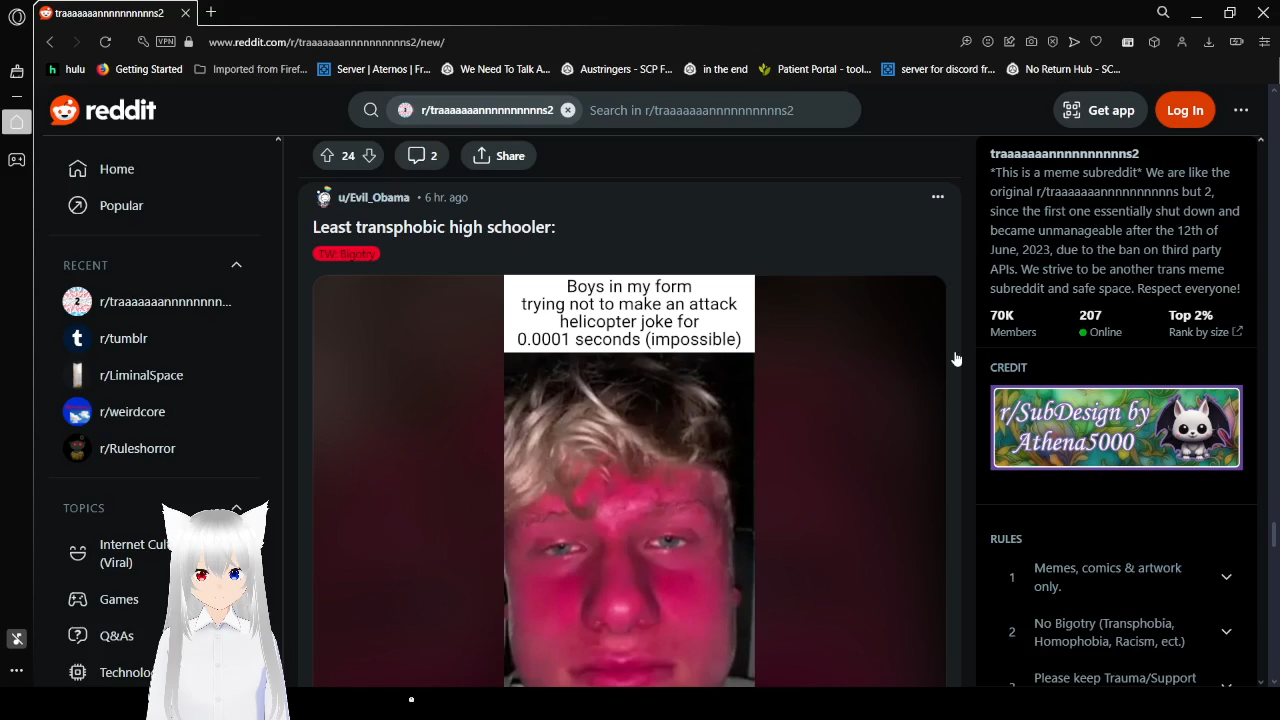 traaaaaaannnnnnnnnns2
www.reddit.com/r/traaaaaaannnnnnnnnns2/new/
VPN
hulu
Getting Started
Imported from Firef...
Server | Aternos | Fr...
We Need To Talk A...
Austringers - SCP F...
in the end
Patient Portal - tool...
server for discord fr...
No Return Hub - SC...
reddit
r/traaaaaaannnnnnnnnns2
Search in r/traaaaaaannnnnnnnnns2
Get app
Log In
Home
Popular
RECENT
r/traaaaaaannnnnnnn...
r/tumblr
r/LiminalSpace
r/weirdcore
r/Ruleshorror
TOPICS
Internet Cul
(Viral)
Games
Q&As
Technolo
24
2
Share
u/Evil_Obama • 6 hr. ago
Least transphobic high schooler:
TW: Bigotry
Boys in my form
trying not to make an attack
helicopter joke for
0.0001 seconds (impossible)
traaaaaaannnnnnnnnns2
*This is a meme subreddit* We are like the
original r/traaaaaaannnnnnnnnns but 2,
since the first one essentially shut down and
became unmanageable after the 12th of
June, 2023, due to the ban on third party
APIs. We strive to be another trans meme
subreddit and safe space. Respect everyone!
70K
Members
207
Online
Top 2%
Rank by size
CREDIT
r/SubDesign by
Athena5000
RULES
1
Memes, comics & artwork
only.
2
No Bigotry (Transphobia,
Homophobia, Racism, ect.)
Please keep Trauma/Support